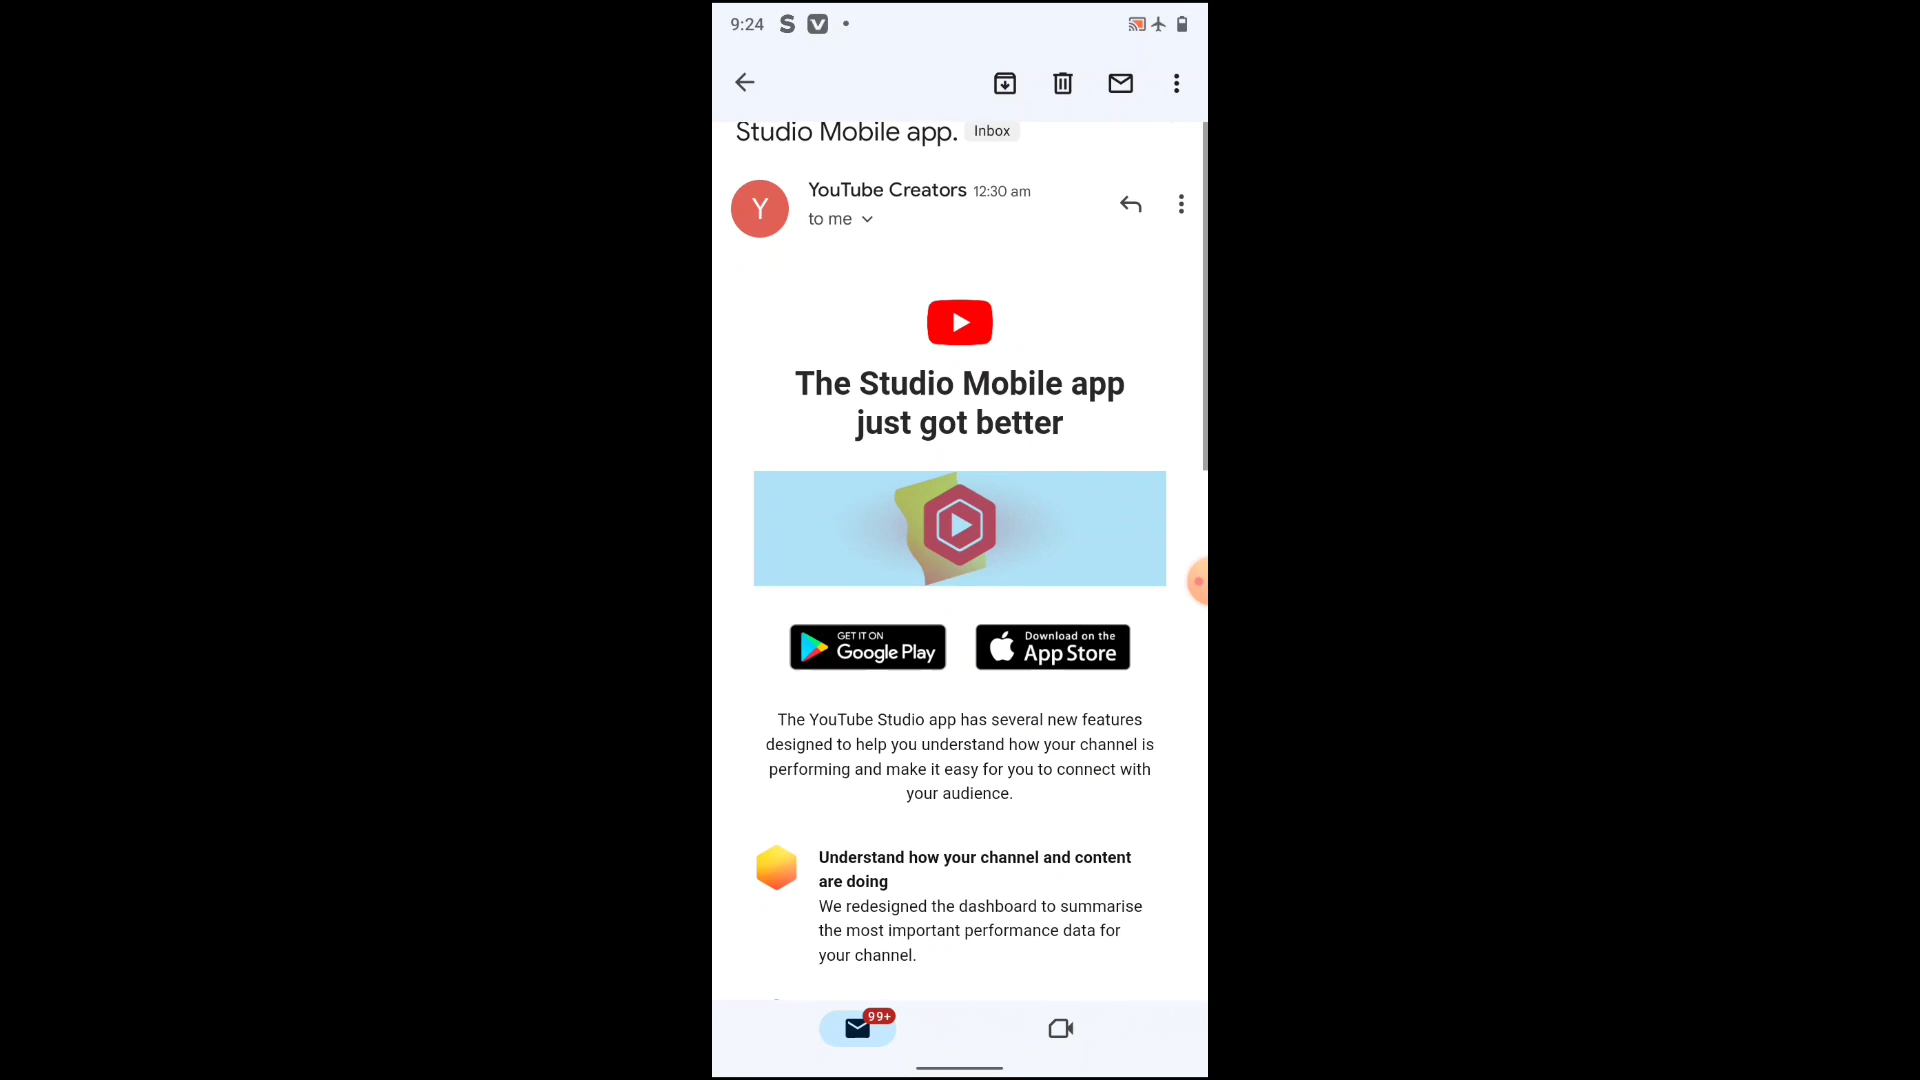 9:24
Studio Mobile app. Inbox
YouTube Creators 12:30 am
to me
Y
The Studio Mobile app
just got better
GET IT ON
Google Play
Download on the
App Store
The YouTube Studio app has several new features
designed to help you understand how your channel is
performing and make it easy for you to connect with
your audience.
Understand how your channel and content
are doing
We redesigned the dashboard to summarise
the most important performance data for
your channel.
99+